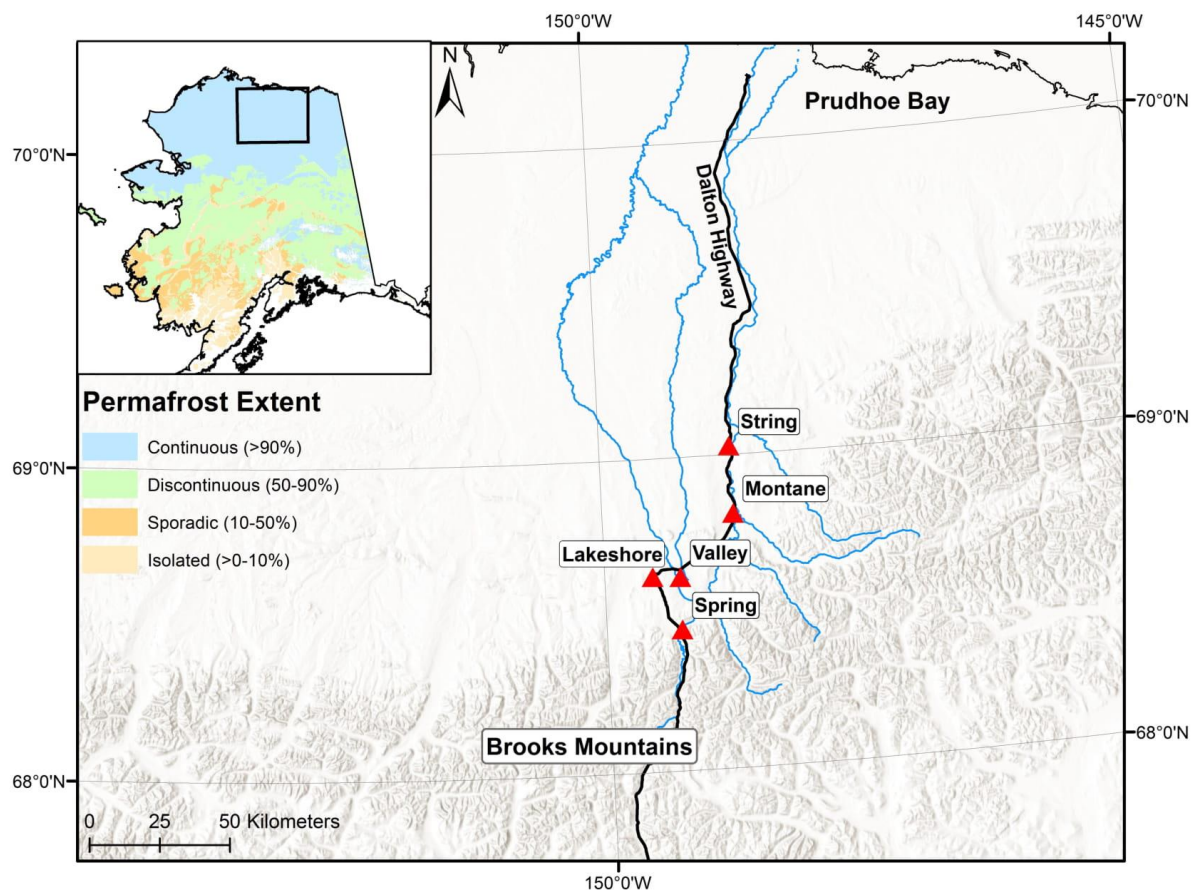 150°0'W
145°0'W
N
Prudhoe Bay
70°0'N
70°0'N
Dalton Highway
Permafrost Extent
Continuous (>90%)
Discontinuous (50-90%)
Sporadic (10-50%)
Isolated (>0-10%)
String
69°0'N
69°0'N
Montane
Lakeshore
Valley
Spring
Brooks Mountains
68°0'N
68°0'N
0 25 50 Kilometers
150°0'W